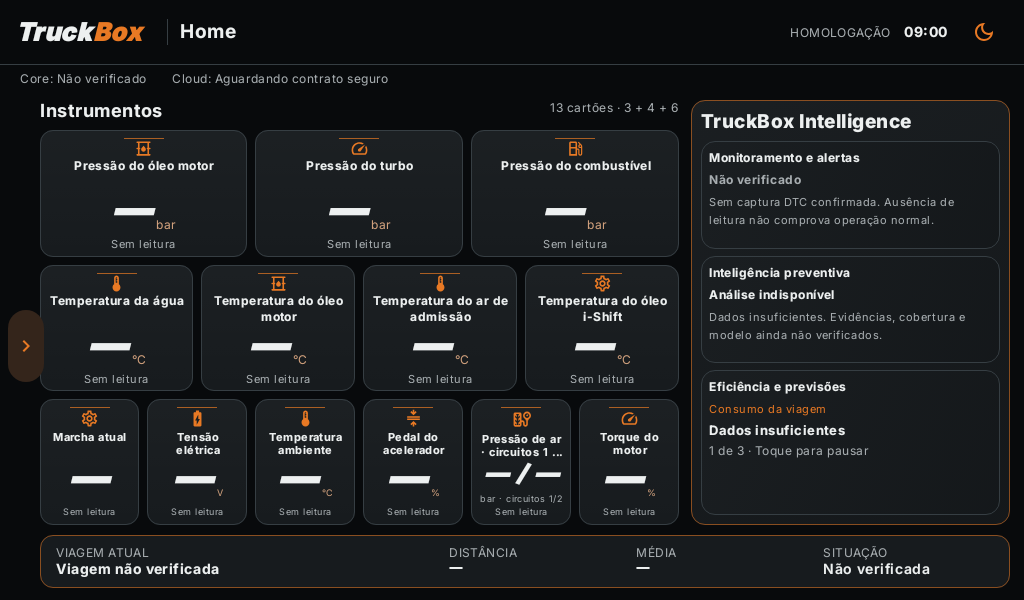 TruckBox
Home
HOMOLOGAÇÃO 09:00
Core: Não verificado Cloud: Aguardando contrato seguro
Instrumentos
13 cartões · 3 + 4 + 6
Pressão do óleo motor
—
bar
Sem leitura
Pressão do turbo
—
bar
Sem leitura
Pressão do combustível
—
bar
Sem leitura
Temperatura da água
—
°C
Sem leitura
Temperatura do óleo
motor
—
°C
Sem leitura
Temperatura do ar de
admissão
—
°C
Sem leitura
Temperatura do óleo
i-Shift
—
°C
Sem leitura
Marcha atual
—
Sem leitura
Tensão
elétrica
—
V
Sem leitura
Temperatura
ambiente
—
°C
Sem leitura
Pedal do
acelerador
—
%
Sem leitura
Pressão de ar
· circuitos 1 ...
—/—
bar · circuitos 1/2
Sem leitura
Torque do
motor
—
%
Sem leitura
TruckBox Intelligence
Monitoramento e alertas
Não verificado
Sem captura DTC confirmada. Ausência de
leitura não comprova operação normal.
Inteligência preventiva
Análise indisponível
Dados insuficientes. Evidências, cobertura e
modelo ainda não verificados.
Eficiência e previsões
Consumo da viagem
Dados insuficientes
1 de 3 · Toque para pausar
VIAGEM ATUAL
Viagem não verificada
DISTÂNCIA
—
MÉDIA
—
SITUAÇÃO
Não verificada